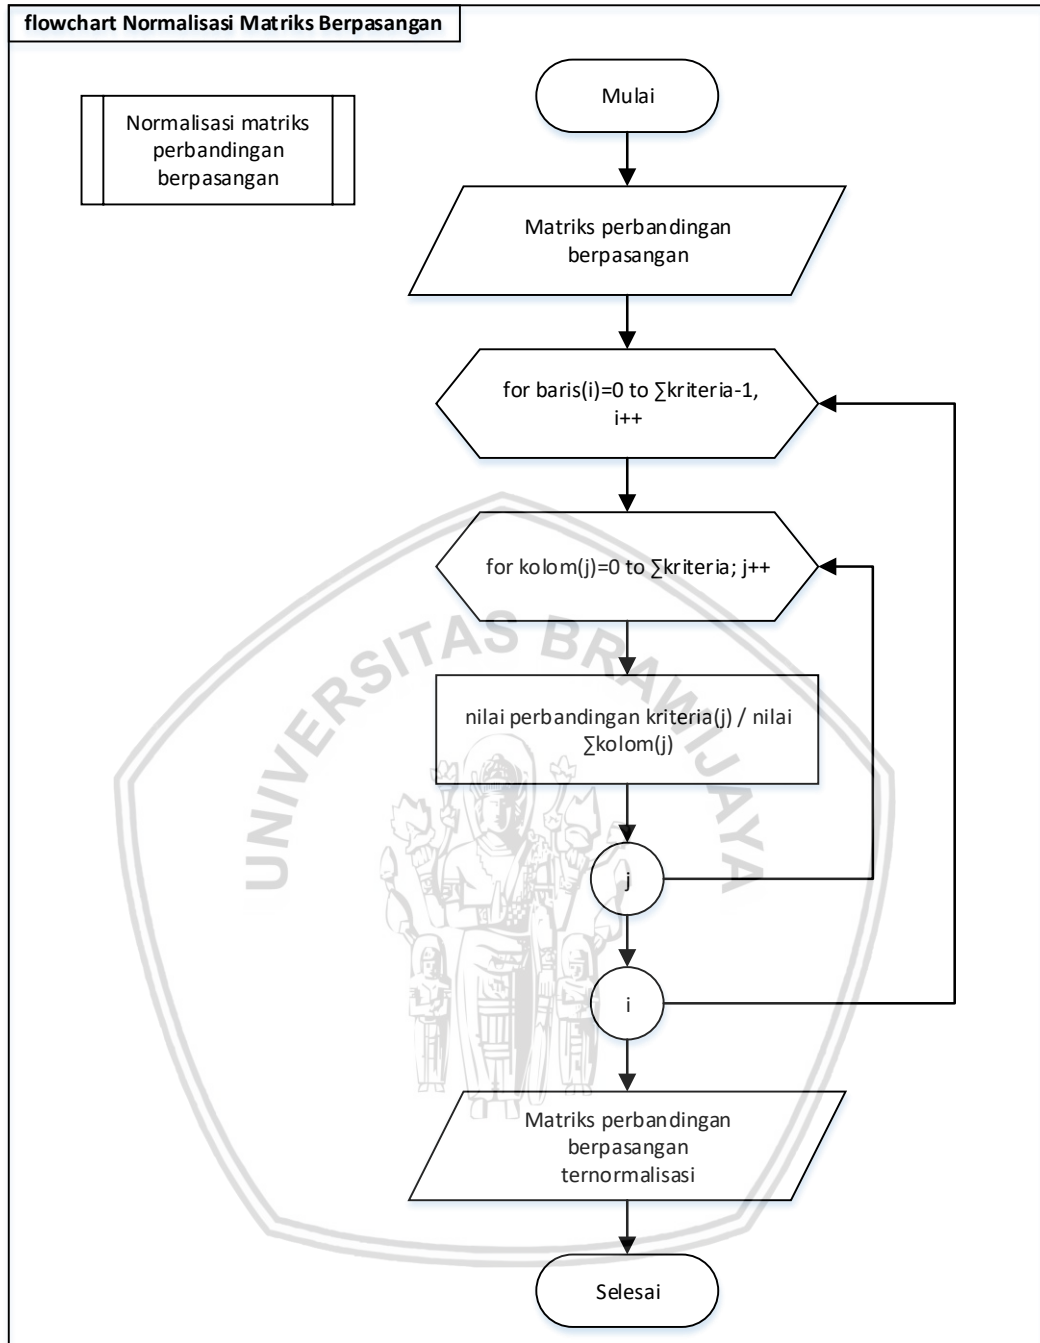 flowchart Normalisasi Matriks Berpasangan
Mulai
Normalisasi matriks
perbandingan
berpasangan
Matriks perbandingan
berpasangan
for baris(i)=0 to ∑kriteria-1,
i++
for kolom(j)=0 to ∑kriteria; j++
UNIVERSITAS BRAWIJAYA
nilai perbandingan kriteria(j) / nilai
∑kolom(j)
j
i
Matriks perbandingan
berpasangan
ternormalisasi
Selesai